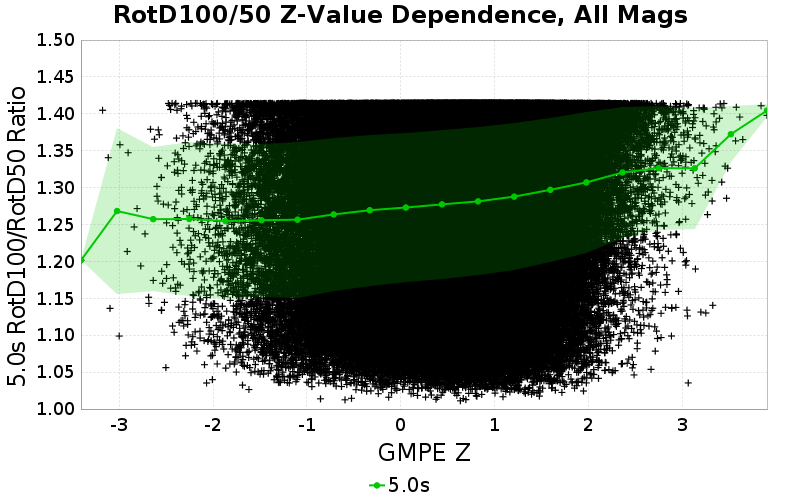 RotD100/50 Z-Value Dependence, All Mags
5.0s RotD100/RotD50 Ratio
1.50
1.45
1.40
1.35
1.30
1.25
1.20
1.15
1.10
1.05
1.00
-3 -2 -1 0 1 2 3
GMPE Z
5.0s